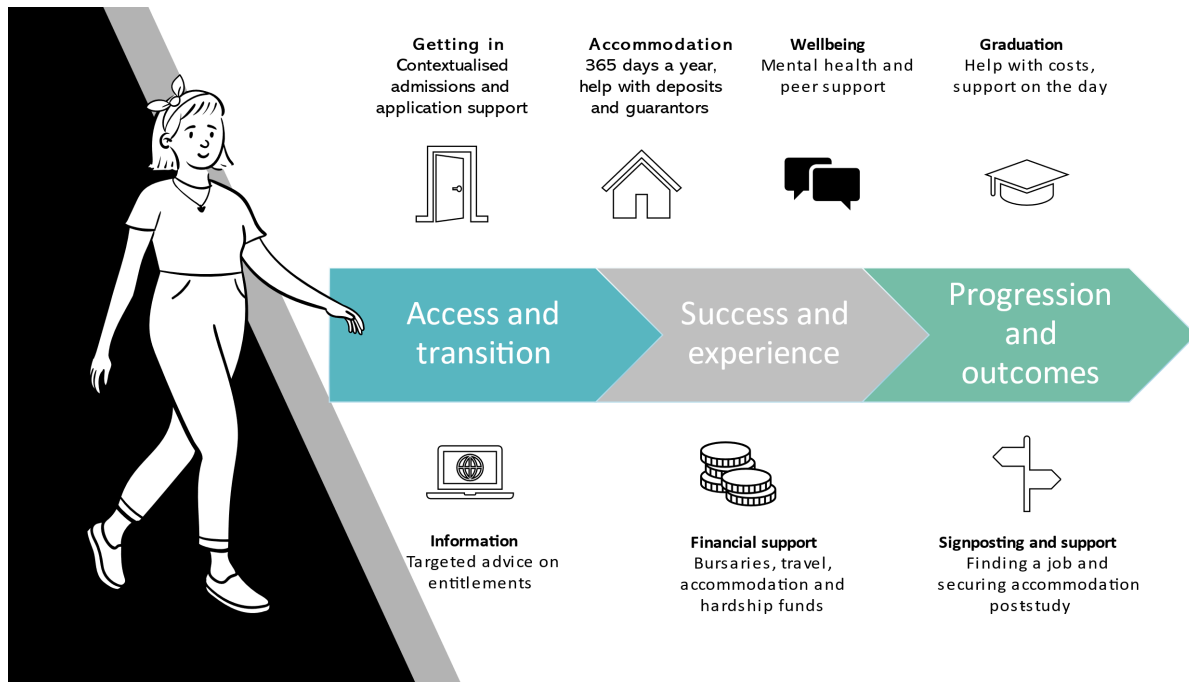 Getting in
Contextualised
admissions and
application support
Accommodation
365 days a year,
help with deposits
and guarantors
Wellbeing
Mental health and
peer support
Graduation
Help with costs,
support on the day
Access and
transition
Success and
experience
Progression
and
outcomes
Information
Targeted advice on
entitlements
Financial support
Bursaries, travel,
accommodation and
hardship funds
Signposting and support
Finding a job and
securing accommodation
poststudy